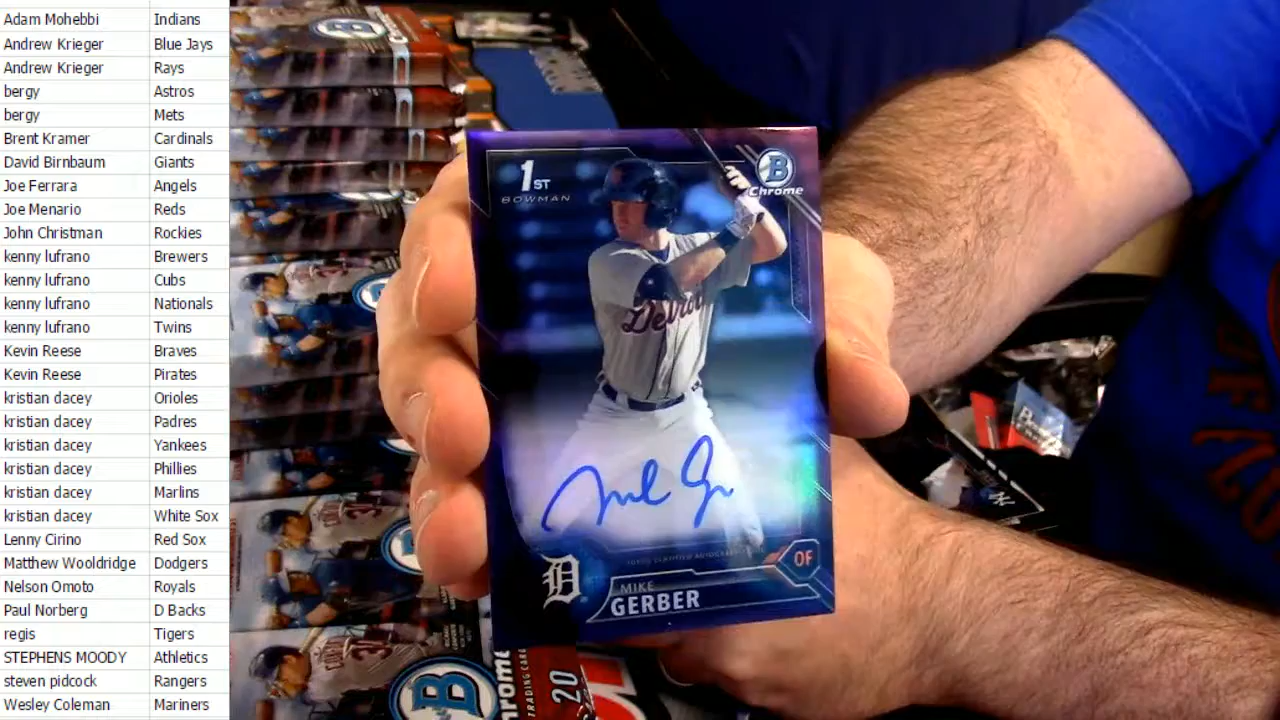 Adam Mohebbi Indians
Andrew Krieger Blue Jays
Andrew Krieger Rays
bergy Astros
bergy Mets
Brent Kramer Cardinals
David Birnbaum Giants
Joe Ferrara Angels
Joe Menario Reds
John Christman Rockies
kenny lufrano Brewers
kenny lufrano Cubs
kenny lufrano Nationals
kenny lufrano Twins
Kevin Reese Braves
Kevin Reese Pirates
kristian dacey Orioles
kristian dacey Padres
kristian dacey Yankees
kristian dacey Phillies
kristian dacey Marlins
kristian dacey White Sox
Lenny Cirino Red Sox
Matthew Wooldridge Dodgers
Nelson Omoto Royals
Paul Norberg D Backs
regis Tigers
STEPHENS MOODY Athletics
steven pidcock Rangers
Wesley Coleman Mariners
1ST
BOWMAN
B
Chrome
Detroit
D
OF
MIKE
GERBER
B
hrome
TRADING CARD
20